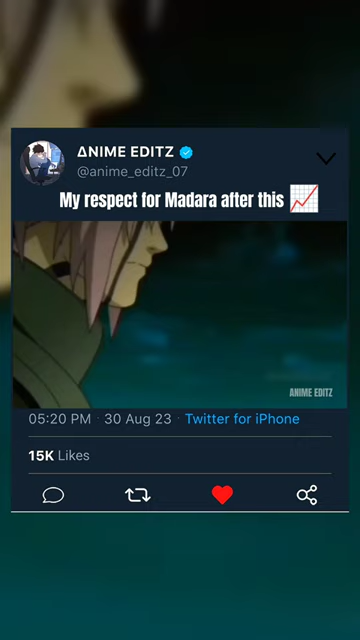 ΔNIME EDITZ
@anime_editz_07
My respect for Madara after this 📈
ANIME EDITZ
05:20 PM · 30 Aug 23 · Twitter for iPhone
15K Likes